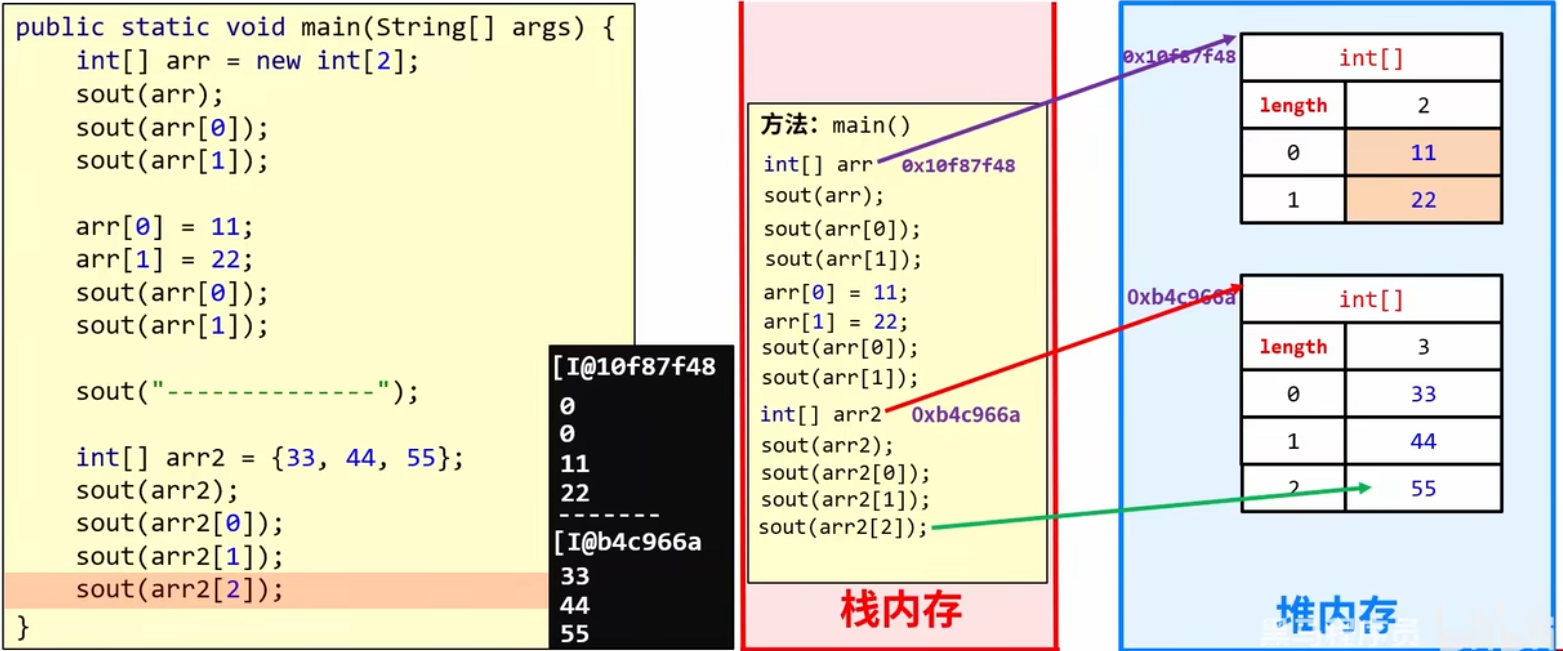 public static void main(String[] args) {
int[] arr = new int[2];
sout(arr);
sout(arr[0]);
sout(arr[1]);
arr[0] = 11;
arr[1] = 22;
sout(arr[0]);
sout(arr[1]);
sout("--------------");
int[] arr2 = {33, 44, 55};
sout(arr2);
sout(arr2[0]);
sout(arr2[1]);
sout(arr2[2]);
}
[I@10f87f48
0
0
11
22
-------
[I@b4c966a
33
44
55
方法：main()
int[] arr 0x10f87f48
sout(arr);
sout(arr[0]);
sout(arr[1]);
arr[0] = 11;
arr[1] = 22;
sout(arr[0]);
sout(arr[1]);
int[] arr2 0xb4c966a
sout(arr2);
sout(arr2[0]);
sout(arr2[1]);
sout(arr2[2]);
栈内存
0x10f87f48
int[]
length 2
0 11
1 22
0xb4c966a
int[]
length 3
0 33
1 44
2 55
堆内存